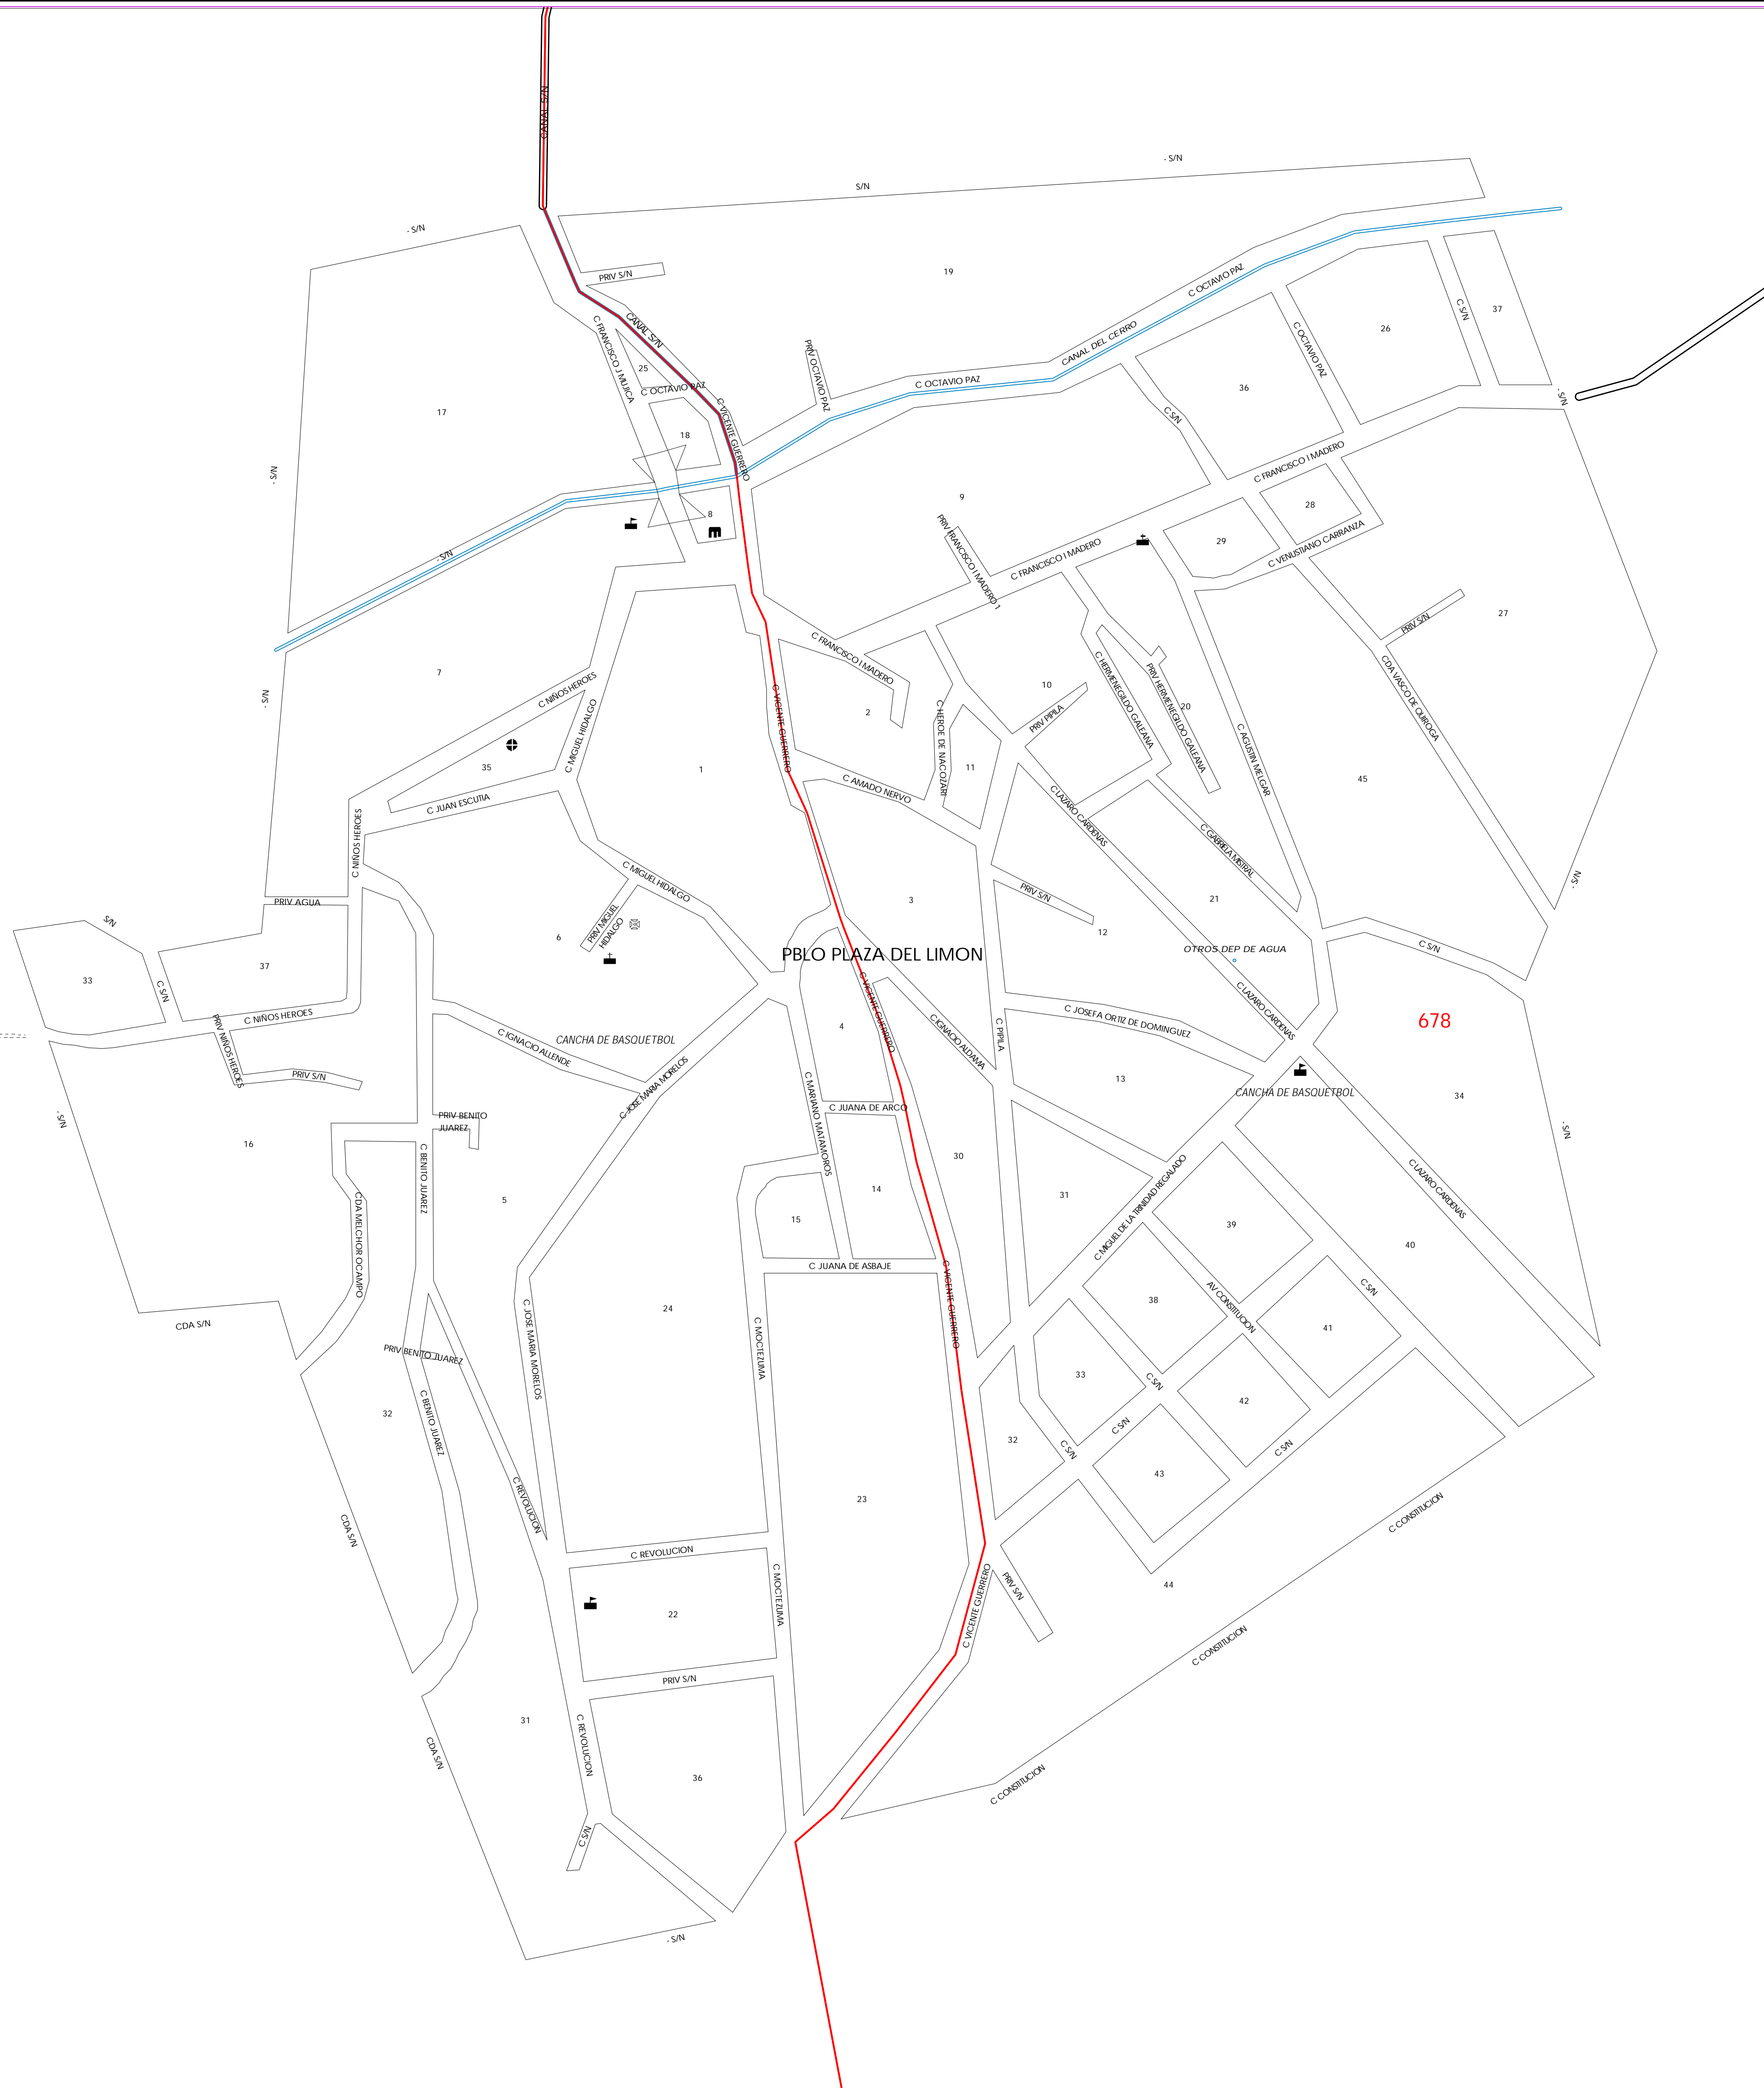 CANAL S/N
- S/N
S/N
- S/N
PRIV S/N
19
C OCTAVIO PAZ
C FRANCISCO J MUJICA
CANAL S/N
C S/N
37
26
CANAL DEL CERRO
C OCTAVIO PAZ
PRIV OCTAVIO PAZ
25
C OCTAVIO PAZ
C OCTAVIO PAZ
36
- S/N
17
C VICENTE GUERRERO
C S/N
18
C FRANCISCO I MADERO
- S/N
9
28
8
29
C VENUSTIANO CARRANZA
- S/N
PRIV FRANCISCO I MADERO 1
C FRANCISCO I MADERO
27
PRIV S/N
C FRANCISCO I MADERO
7
- S/N
C NIÑOS HEROES
10
C HERMENEGILDO GALEANA
PRIV HERMENEGILDO GALEANA
20
CDA VASCO DE QUIROGA
2
PRIV PIPILA
C HEROE DE NACOZARI
C VICENTE GUERRERO
C MIGUEL HIDALGO
35
1
11
C AGUSTIN MELGAR
45
C AMADO NERVO
C JUAN ESCUTIA
C LAZARO CARDENAS
C NIÑOS HEROES
C GABRIELA MISTRAL
C MIGUEL HIDALGO
- S/N
PRIV S/N
PRIV AGUA
3
21
S/N
PRIV MIGUEL
HIDALGO
6
12
C S/N
OTROS DEP DE AGUA
PBLO PLAZA DEL LIMON
37
33
C S/N
C VICENTE GUERRERO
C LAZARO CARDENAS
C NIÑOS HEROES
4
C JOSEFA ORTIZ DE DOMINGUEZ
678
C IGNACIO ALLENDE
CANCHA DE BASQUETBOL
C IGNACIO ALDAMA
C PIPILA
PRIV NIÑOS HEROES
PRIV S/N
C JOSE MARIA MORELOS
13
CANCHA DE BASQUETBOL
34
C MARIANO MATAMOROS
C JUANA DE ARCO
- S/N
PRIV BENITO
JUAREZ
- S/N
16
30
C BENITO JUAREZ
C LAZARO CARDENAS
14
31
5
C MIGUEL DE LA TRINIDAD REGALADO
15
39
CDA MELCHOR OCAMPO
40
C JUANA DE ASBAJE
C S/N
38
AV CONSTITUCION
24
C VICENTE GUERRERO
CDA S/N
41
C MOCTEZUMA
C JOSE MARIA MORELOS
PRIV BENITO JUAREZ
33
C S/N
32
C BENITO JUAREZ
42
C S/N
32
C S/N
C S/N
43
23
C REVOLUCION
C CONSTITUCION
CDA S/N
C REVOLUCION
44
PRIV S/N
C MOCTEZUMA
C VICENTE GUERRERO
22
C CONSTITUCION
PRIV S/N
31
C REVOLUCION
CDA S/N
36
C CONSTITUCION
C S/N
- S/N